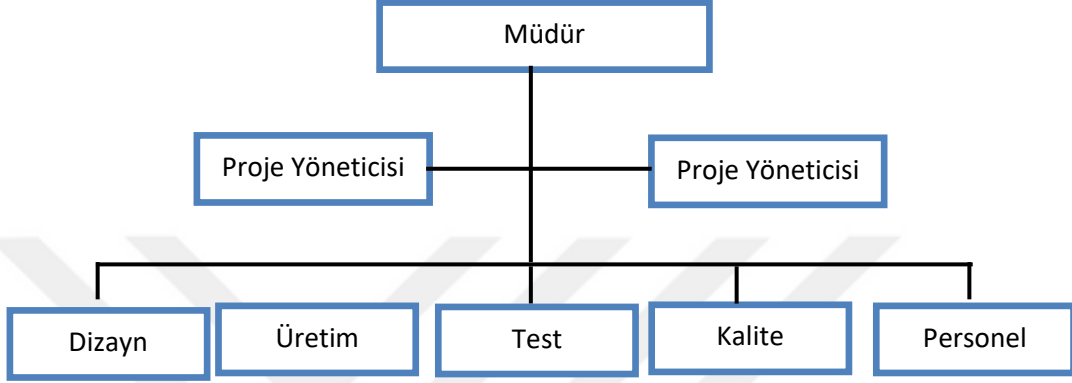 Müdür
Proje Yöneticisi
Proje Yöneticisi
Dizayn
Üretim
Test
Kalite
Personel